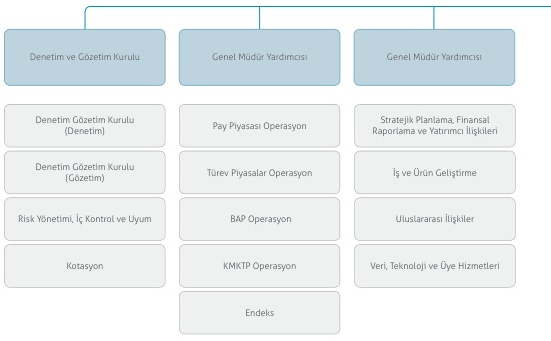 Denetim ve Gözetim Kurulu
Genel Müdür Yardımcısı
Genel Müdür Yardımcısı
Denetim Gözetim Kurulu
(Denetim)
Denetim Gözetim Kurulu
(Gözetim)
Risk Yönetimi, İç Kontrol ve Uyum
Kotasyon
Pay Piyasası Operasyon
Türev Piyasalar Operasyon
BAP Operasyon
KMKTP Operasyon
Endeks
Stratejik Planlama, Finansal
Raporlama ve Yatırımcı İlişkileri
İş ve Ürün Geliştirme
Uluslararası İlişkiler
Veri, Teknoloji ve Üye Hizmetleri